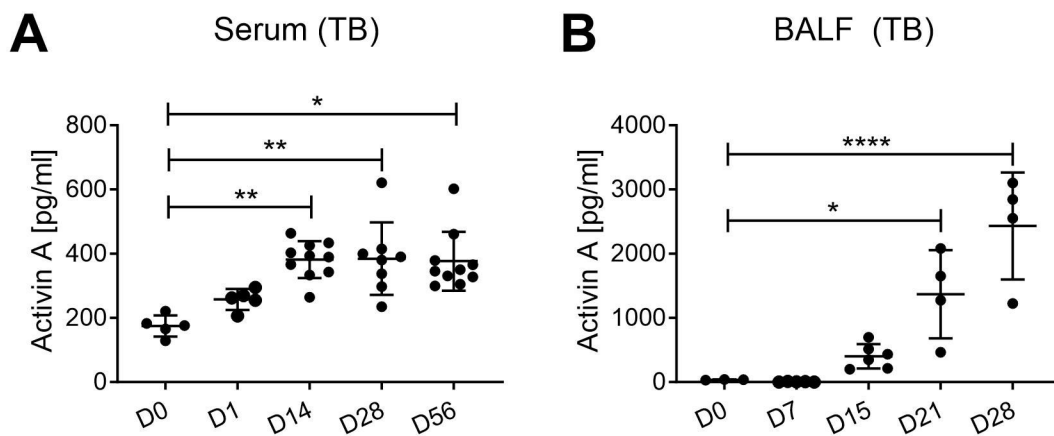 A Serum (TB)
Activin A [pg/ml]
800
600
400
200
0
*
**
**
D0 D1 D14 D28 D56
B BALF (TB)
Activin A [pg/ml]
4000
3000
2000
1000
0
****
*
D0 D7 D15 D21 D28